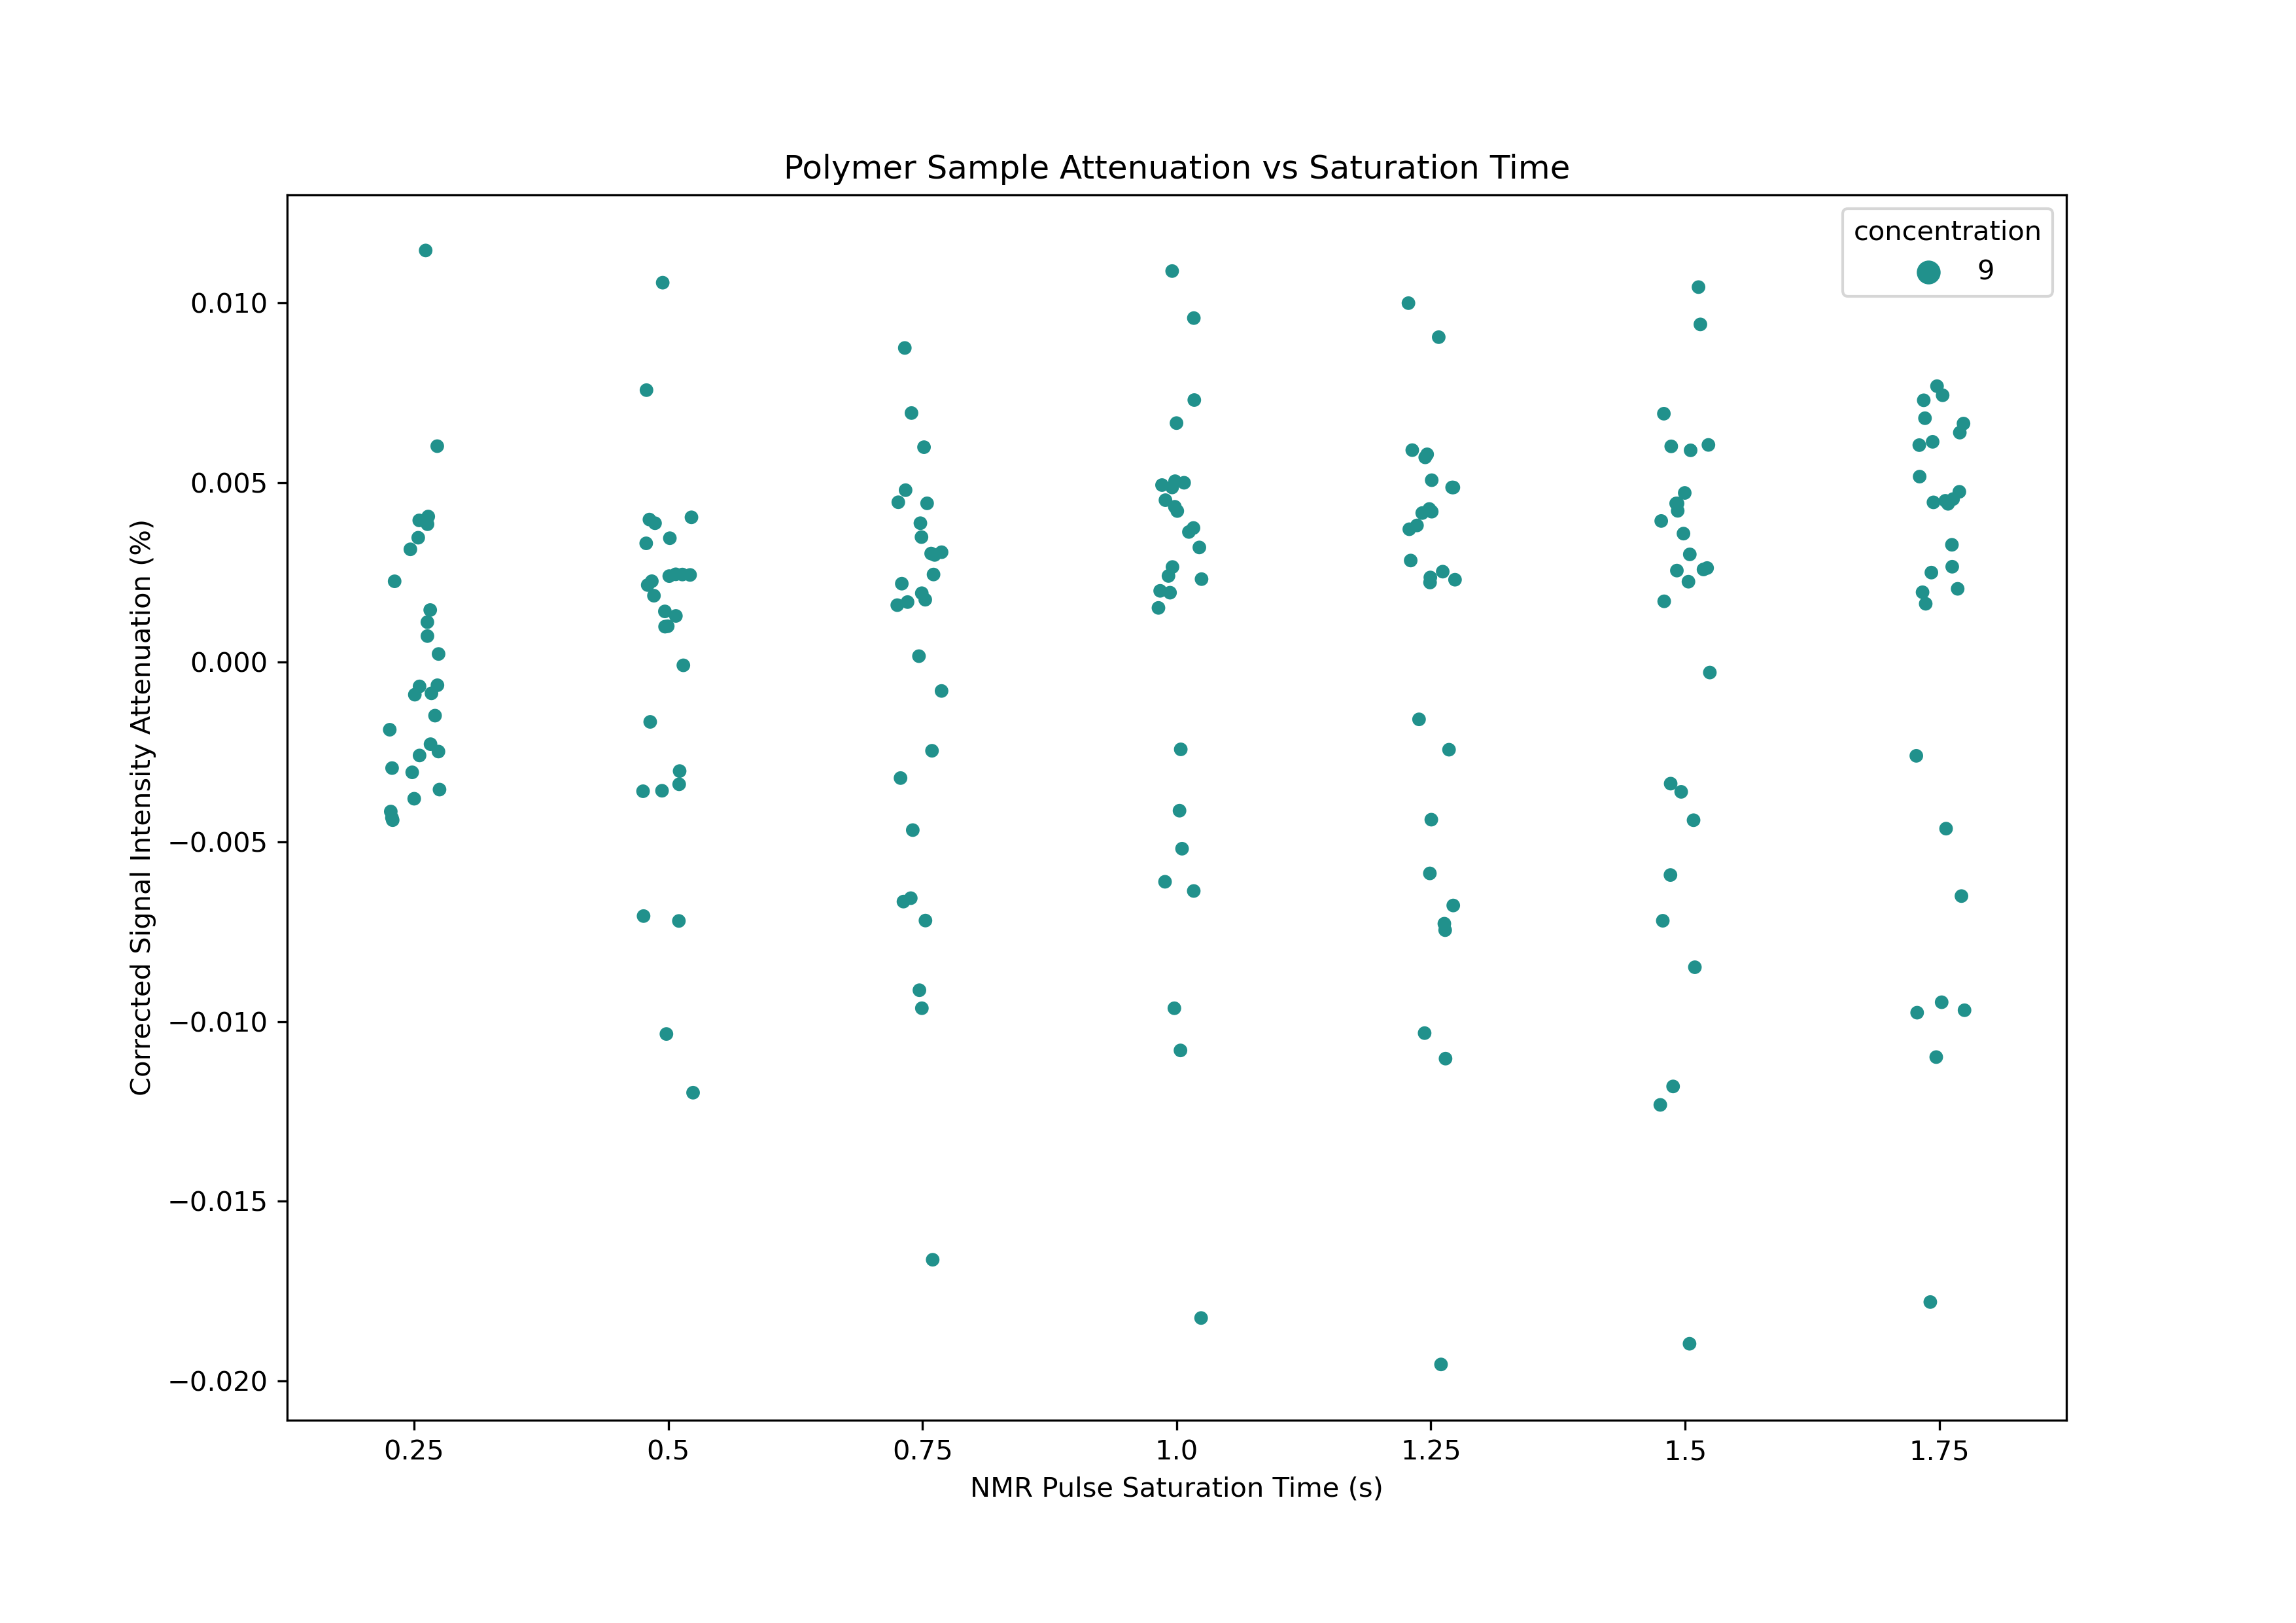 Polymer Sample Attenuation vs Saturation Time
concentration
9
Corrected Signal Intensity Attenuation (%)
0.010
0.005
0.000
−0.005
−0.010
−0.015
−0.020
0.25 0.5 0.75 1.0 1.25 1.5 1.75
NMR Pulse Saturation Time (s)